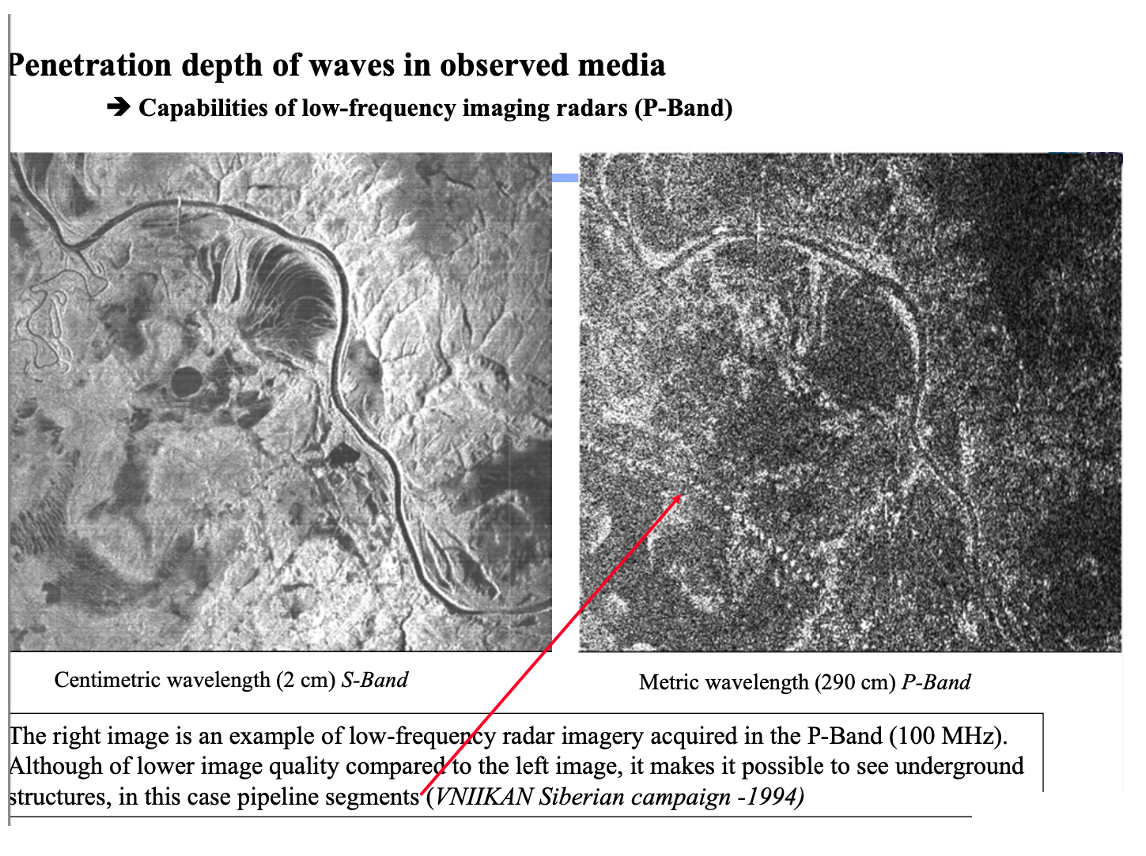 Penetration depth of waves in observed media
➔ Capabilities of low-frequency imaging radars (P-Band)
Centimetric wavelength (2 cm) S-Band
Metric wavelength (290 cm) P-Band
The right image is an example of low-frequency radar imagery acquired in the P-Band (100 MHz).
Although of lower image quality compared to the left image, it makes it possible to see underground
structures, in this case pipeline segments (VNIIKAN Siberian campaign -1994)